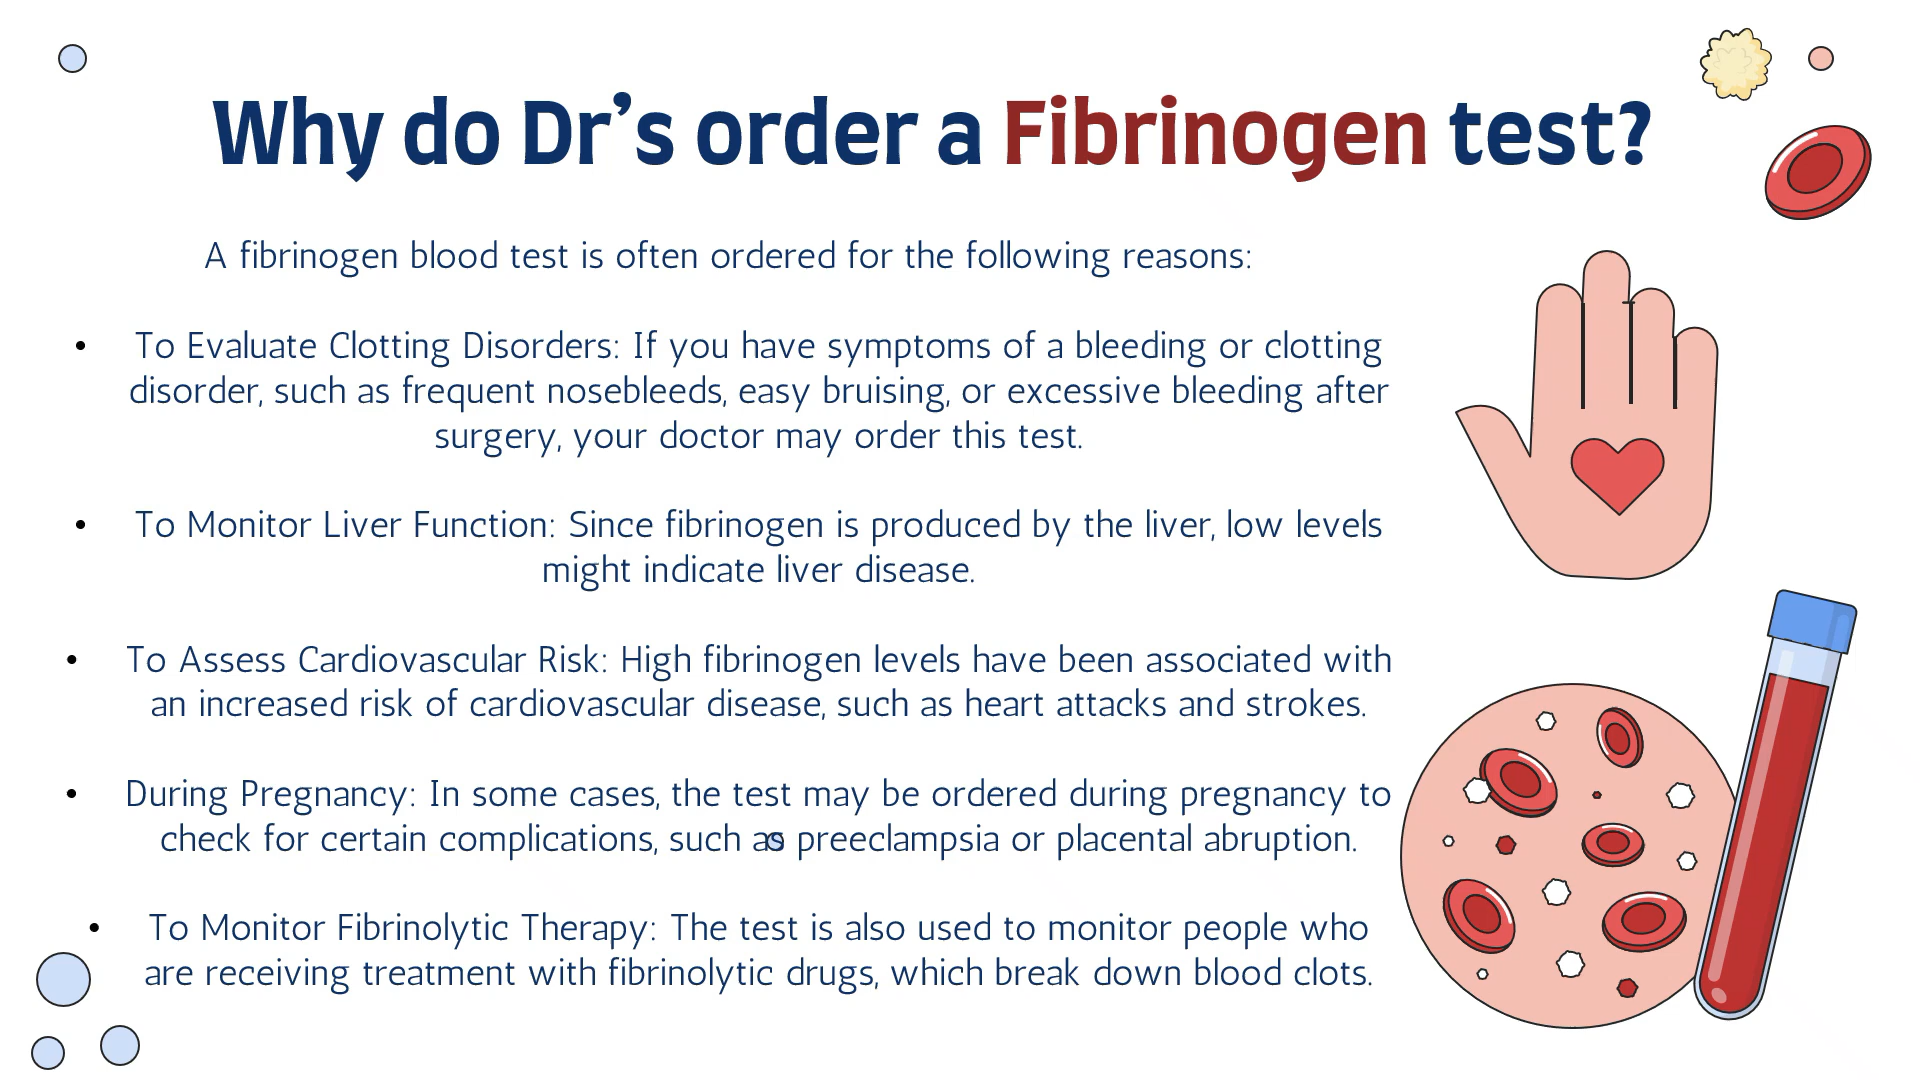 Why do Dr's order a Fibrinogen test?
A fibrinogen blood test is often ordered for the following reasons:
• To Evaluate Clotting Disorders: If you have symptoms of a bleeding or clotting
disorder, such as frequent nosebleeds, easy bruising, or excessive bleeding after
surgery, your doctor may order this test.
• To Monitor Liver Function: Since fibrinogen is produced by the liver, low levels
might indicate liver disease.
• To Assess Cardiovascular Risk: High fibrinogen levels have been associated with
an increased risk of cardiovascular disease, such as heart attacks and strokes.
• During Pregnancy: In some cases, the test may be ordered during pregnancy to
check for certain complications, such as preeclampsia or placental abruption.
• To Monitor Fibrinolytic Therapy: The test is also used to monitor people who
are receiving treatment with fibrinolytic drugs, which break down blood clots.